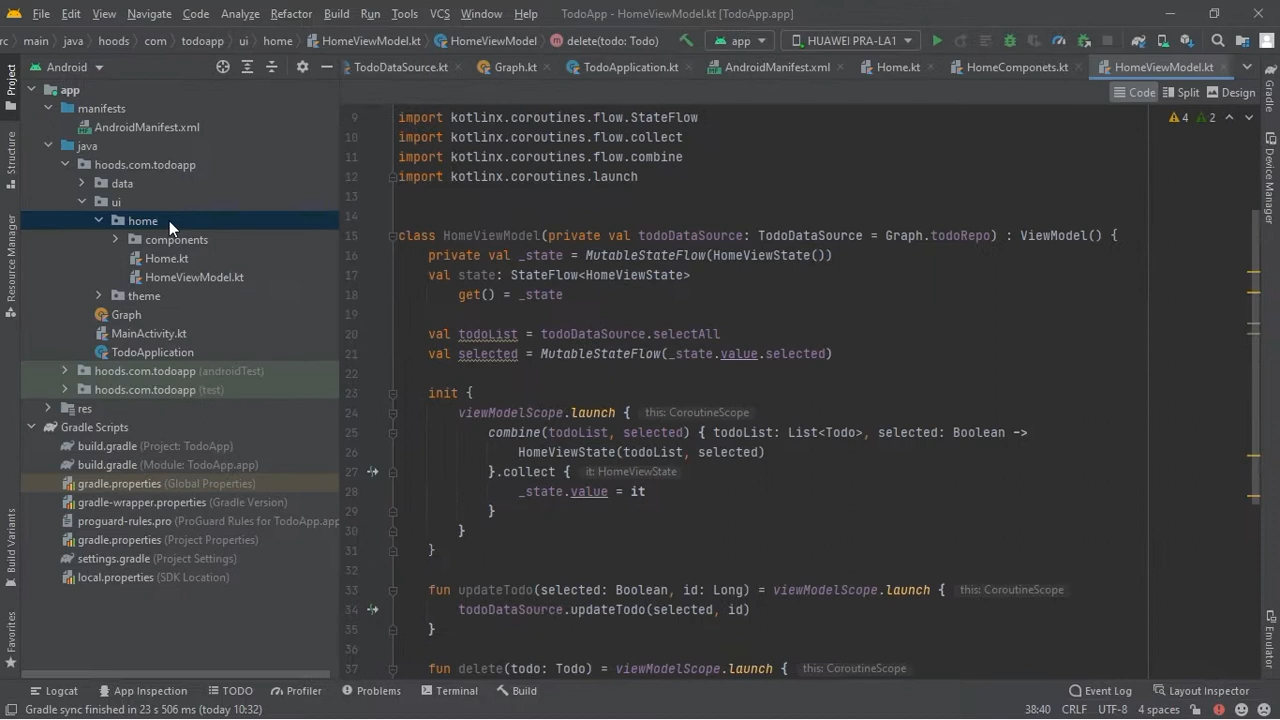 File Edit View Navigate Code Analyze Refactor Build Run Tools VCS Window Help TodoApp - HomeViewModel.kt [TodoApp.app]
rc main java hoods com todoapp ui home HomeViewModel.kt HomeViewModel delete(todo: Todo) app HUAWEI PRA-LA1
Project Android TodoDataSource.kt Graph.kt TodoApplication.kt AndroidManifest.xml Home.kt HomeComponets.kt HomeViewModel.kt Gradle
app
Code Split Design
manifests
4 2
AndroidManifest.xml
java
hoods.com.todoapp
data
ui
home
components
Home.kt
HomeViewModel.kt
theme
Graph
MainActivity.kt
TodoApplication
hoods.com.todoapp (androidTest)
hoods.com.todoapp (test)
res
Gradle Scripts
build.gradle (Project: TodoApp)
build.gradle (Module: TodoApp.app)
gradle.properties (Global Properties)
gradle-wrapper.properties (Gradle Version)
proguard-rules.pro (ProGuard Rules for TodoApp.app
gradle.properties (Project Properties)
settings.gradle (Project Settings)
local.properties (SDK Location)
Structure
Resource Manager
Build Variants
Favorites
9 import kotlinx.coroutines.flow.StateFlow
10 import kotlinx.coroutines.flow.collect
11 import kotlinx.coroutines.flow.combine
12 import kotlinx.coroutines.launch
13
14
15 class HomeViewModel(private val todoDataSource: TodoDataSource = Graph.todoRepo) : ViewModel() {
16 private val _state = MutableStateFlow(HomeViewState())
17 val state: StateFlow<HomeViewState>
18 get() = _state
19
20 val todoList = todoDataSource.selectAll
21 val selected = MutableStateFlow(_state.value.selected)
22
23 init {
24 viewModelScope.launch { this: CoroutineScope
25 combine(todoList, selected) { todoList: List<Todo>, selected: Boolean ->
26 HomeViewState(todoList, selected)
27 }.collect { it: HomeViewState
28 _state.value = it
29 }
30 }
31 }
32
33 fun updateTodo(selected: Boolean, id: Long) = viewModelScope.launch { this: CoroutineScope
34 todoDataSource.updateTodo(selected, id)
35 }
36
37 fun delete(todo: Todo) = viewModelScope.launch { this: CoroutineScope
Device Manager
Emulator
Logcat App Inspection TODO Profiler Problems Terminal Build Event Log Layout Inspector
Gradle sync finished in 23 s 506 ms (today 10:32) 38:40 CRLF UTF-8 4 spaces